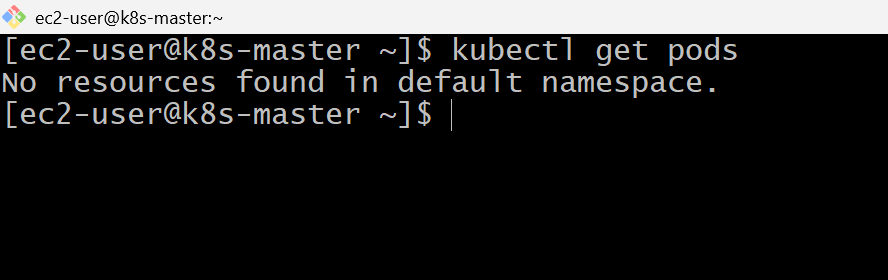 ec2-user@k8s-master:~
[ec2-user@k8s-master ~]$ kubectl get pods
No resources found in default namespace.
[ec2-user@k8s-master ~]$